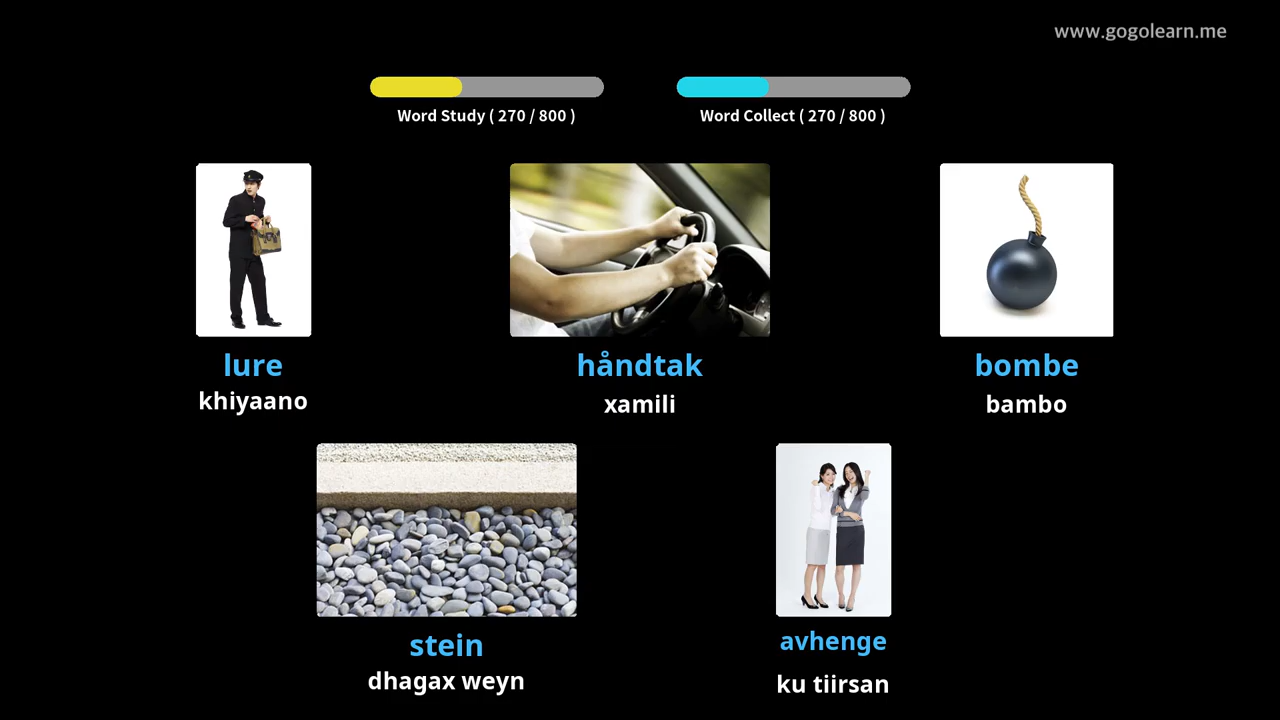 www.gogolearn.me
Word Study ( 270 / 800 )
Word Collect ( 270 / 800 )
lure
khiyaano
håndtak
xamili
bombe
bambo
stein
dhagax weyn
avhenge
ku tiirsan